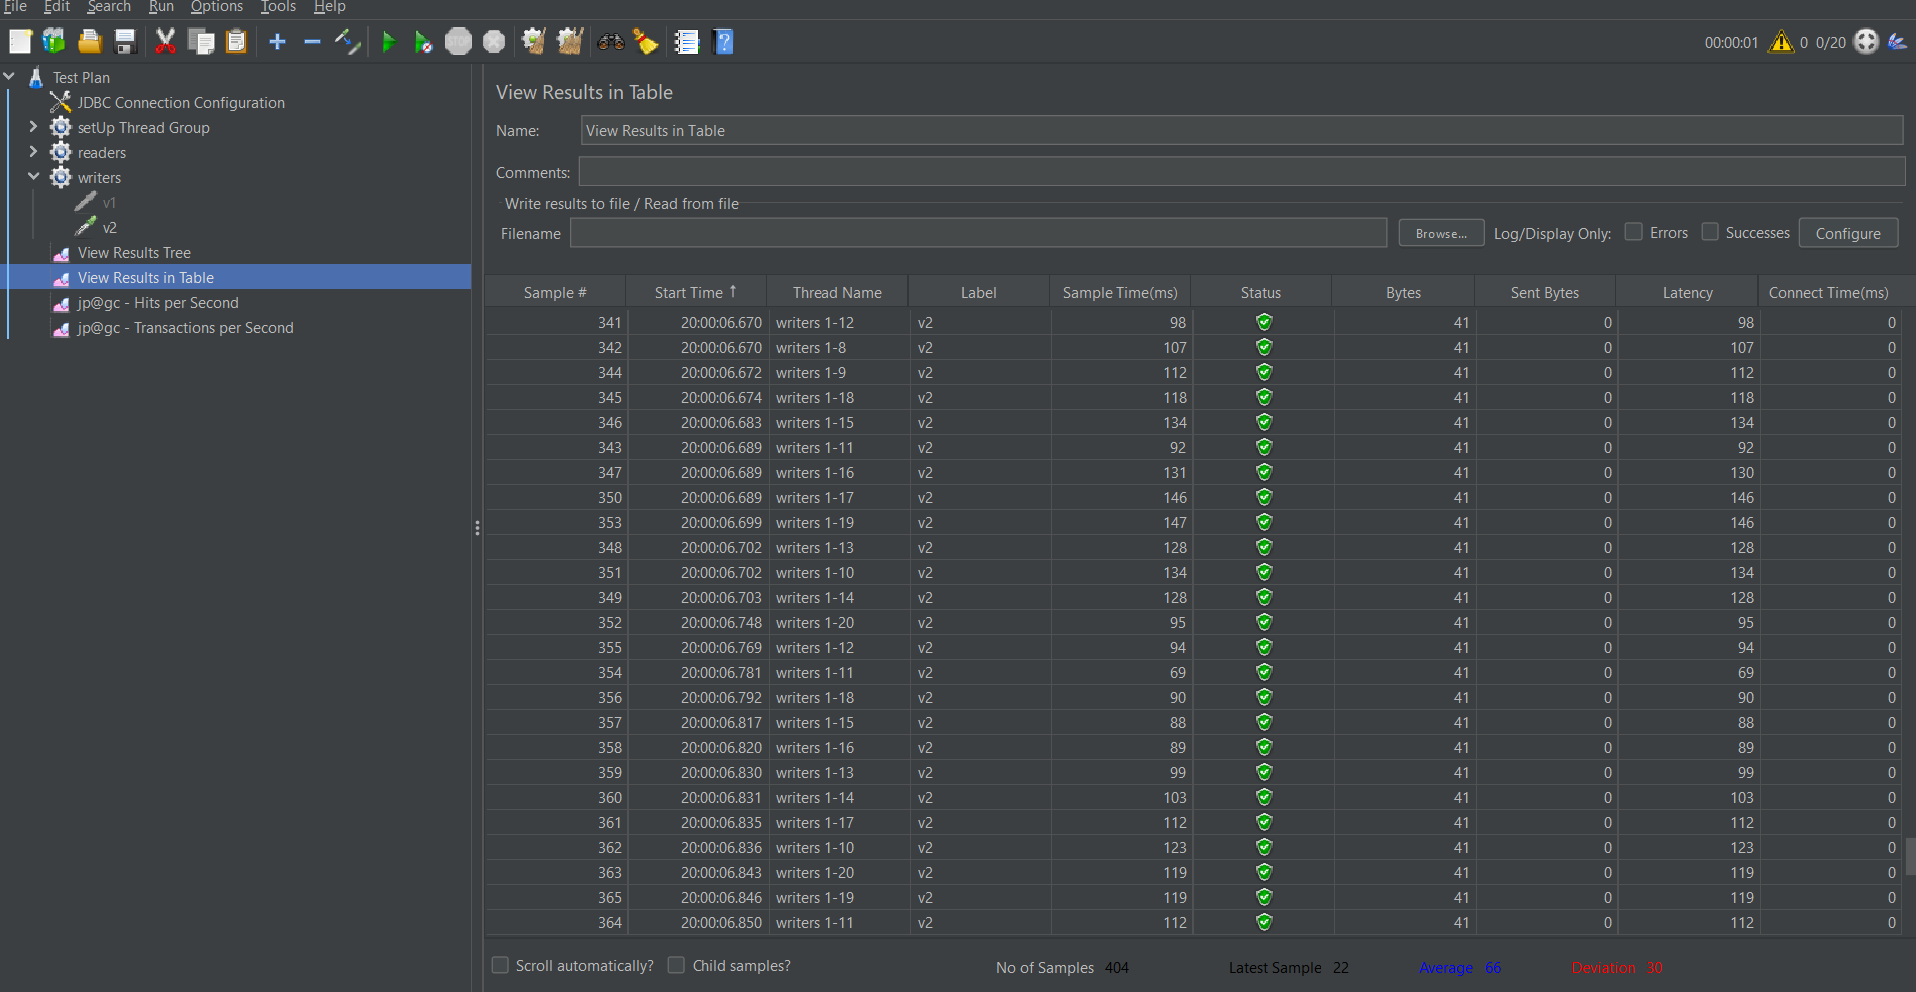 File Edit Search Run Options Tools Help
STOP
00:00:01 0 0/20
Test Plan
JDBC Connection Configuration
setUp Thread Group
readers
writers
v1
v2
View Results Tree
View Results in Table
jp@gc - Hits per Second
jp@gc - Transactions per Second
View Results in Table
Name: View Results in Table
Comments:
Write results to file / Read from file
Filename Browse... Log/Display Only: Errors Successes Configure
Sample # Start Time ↑ Thread Name Label Sample Time(ms) Status Bytes Sent Bytes Latency Connect Time(ms)
341 20:00:06.670 writers 1-12 v2 98 41 0 98 0
342 20:00:06.670 writers 1-8 v2 107 41 0 107 0
344 20:00:06.672 writers 1-9 v2 112 41 0 112 0
345 20:00:06.674 writers 1-18 v2 118 41 0 118 0
346 20:00:06.683 writers 1-15 v2 134 41 0 134 0
343 20:00:06.689 writers 1-11 v2 92 41 0 92 0
347 20:00:06.689 writers 1-16 v2 131 41 0 130 0
350 20:00:06.689 writers 1-17 v2 146 41 0 146 0
353 20:00:06.699 writers 1-19 v2 147 41 0 146 0
348 20:00:06.702 writers 1-13 v2 128 41 0 128 0
351 20:00:06.702 writers 1-10 v2 134 41 0 134 0
349 20:00:06.703 writers 1-14 v2 128 41 0 128 0
352 20:00:06.748 writers 1-20 v2 95 41 0 95 0
355 20:00:06.769 writers 1-12 v2 94 41 0 94 0
354 20:00:06.781 writers 1-11 v2 69 41 0 69 0
356 20:00:06.792 writers 1-18 v2 90 41 0 90 0
357 20:00:06.817 writers 1-15 v2 88 41 0 88 0
358 20:00:06.820 writers 1-16 v2 89 41 0 89 0
359 20:00:06.830 writers 1-13 v2 99 41 0 99 0
360 20:00:06.831 writers 1-14 v2 103 41 0 103 0
361 20:00:06.835 writers 1-17 v2 112 41 0 112 0
362 20:00:06.836 writers 1-10 v2 123 41 0 123 0
363 20:00:06.843 writers 1-20 v2 119 41 0 119 0
365 20:00:06.846 writers 1-19 v2 119 41 0 119 0
364 20:00:06.850 writers 1-11 v2 112 41 0 112 0
Scroll automatically? Child samples? No of Samples 404 Latest Sample 22 Average 66 Deviation 30